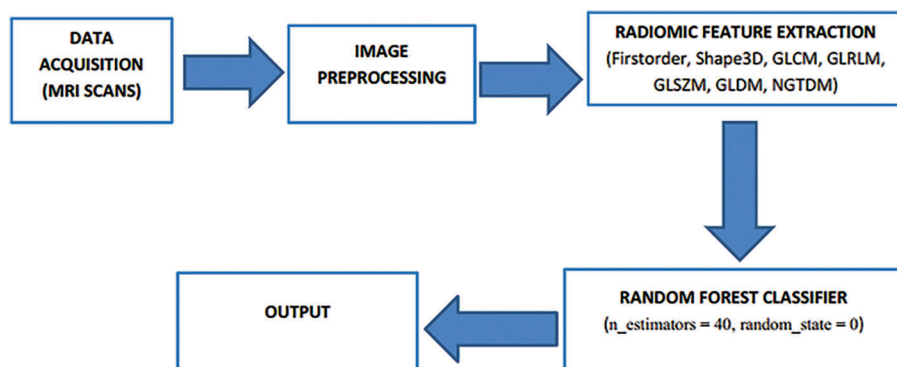 DATA
ACQUISITION
(MRI SCANS)
IMAGE
PREPROCESSING
RADIOMIC FEATURE EXTRACTION
(Firstorder, Shape3D, GLCM, GLRLM,
GLSZM, GLDM, NGTDM)
RANDOM FOREST CLASSIFIER
(n_estimators = 40, random_state = 0)
OUTPUT